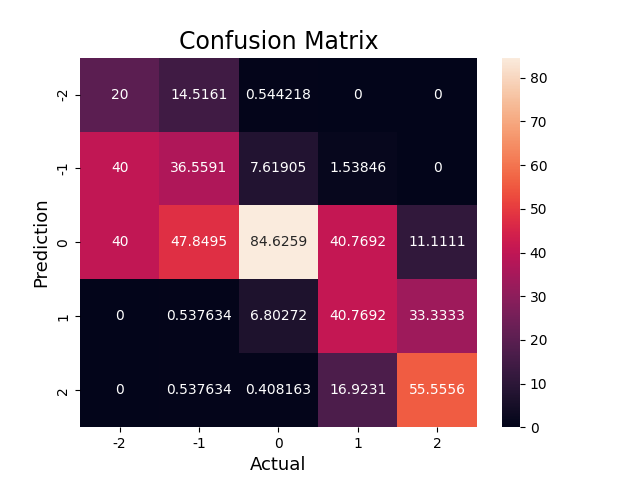 Confusion Matrix
-2 20 14.5161 0.544218 0 0
-1 40 36.5591 7.61905 1.53846 0
0 40 47.8495 84.6259 40.7692 11.1111
1 0 0.537634 6.80272 40.7692 33.3333
2 0 0.537634 0.408163 16.9231 55.5556
-2 -1 0 1 2
Prediction
Actual
80
70
60
50
40
30
20
10
0